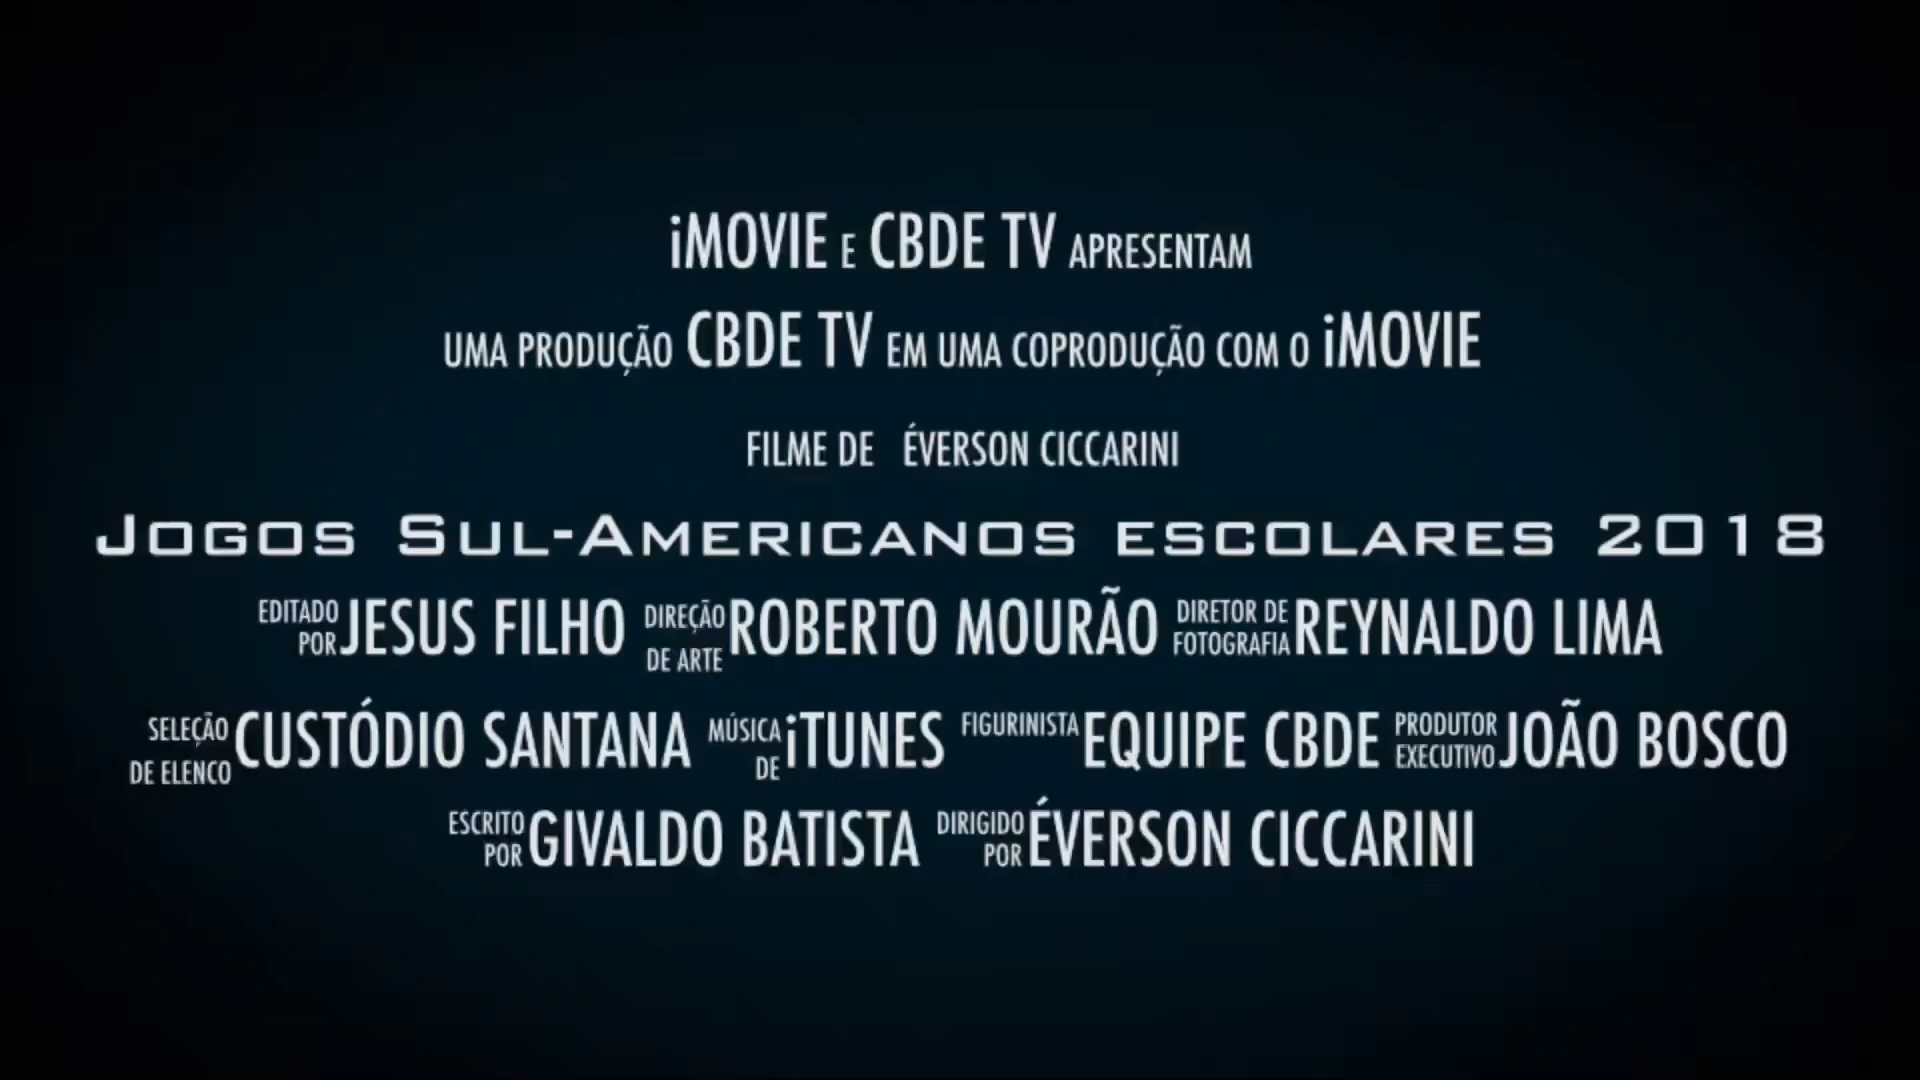 iMOVIE E CBDE TV APRESENTAM
UMA PRODUÇÃO CBDE TV EM UMA COPRODUÇÃO COM O iMOVIE
FILME DE ÉVERSON CICCARINI
JOGOS SUL-AMERICANOS ESCOLARES 2018
EDITADO POR JESUS FILHO DIREÇÃO DE ARTE ROBERTO MOURÃO DIRETOR DE FOTOGRAFIA REYNALDO LIMA
SELEÇÃO DE ELENCO CUSTÓDIO SANTANA MÚSICA DE iTUNES FIGURINISTA EQUIPE CBDE PRODUTOR EXECUTIVO JOÃO BOSCO
ESCRITO POR GIVALDO BATISTA DIRIGIDO POR ÉVERSON CICCARINI